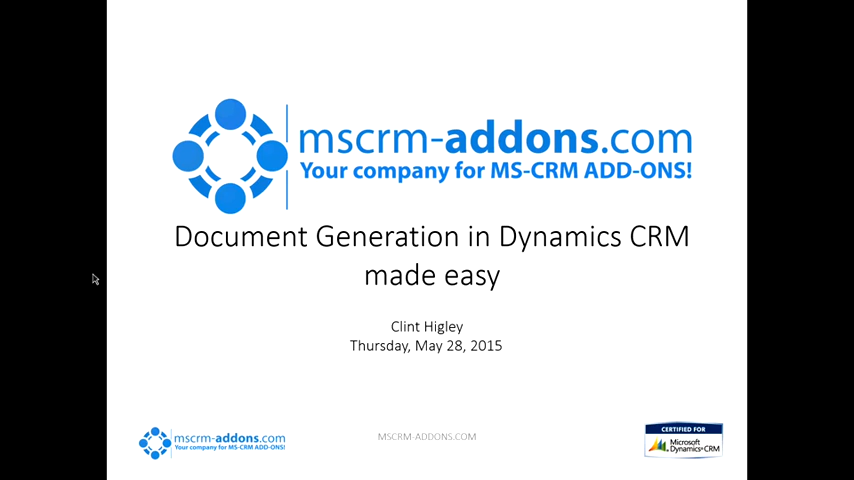 mscrm-addons.com
Your company for MS-CRM ADD-ONS!
Document Generation in Dynamics CRM
made easy
Clint Higley
Thursday, May 28, 2015
mscrm-addons.com
Your company for MS-CRM ADD-ONS!
MSCRM-ADDONS.COM
CERTIFIED FOR
Microsoft
Dynamics CRM